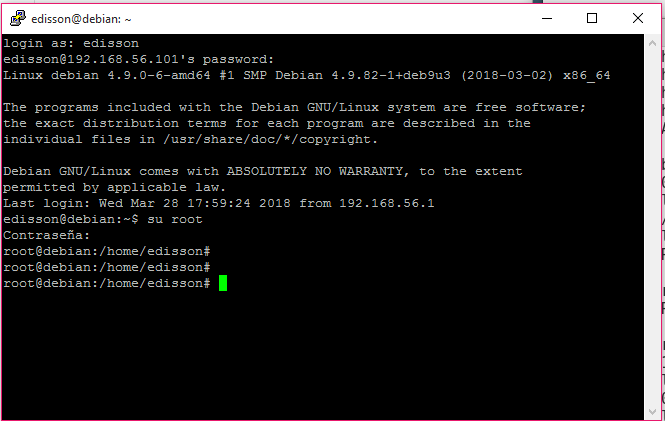 edisson@debian: ~
login as: edisson
edisson@192.168.56.101's password:
Linux debian 4.9.0-6-amd64 #1 SMP Debian 4.9.82-1+deb9u3 (2018-03-02) x86_64
The programs included with the Debian GNU/Linux system are free software;
the exact distribution terms for each program are described in the
individual files in /usr/share/doc/*/copyright.
Debian GNU/Linux comes with ABSOLUTELY NO WARRANTY, to the extent
permitted by applicable law.
Last login: Wed Mar 28 17:59:24 2018 from 192.168.56.1
edisson@debian:~$ su root
Contraseña:
root@debian:/home/edisson#
root@debian:/home/edisson#
root@debian:/home/edisson#